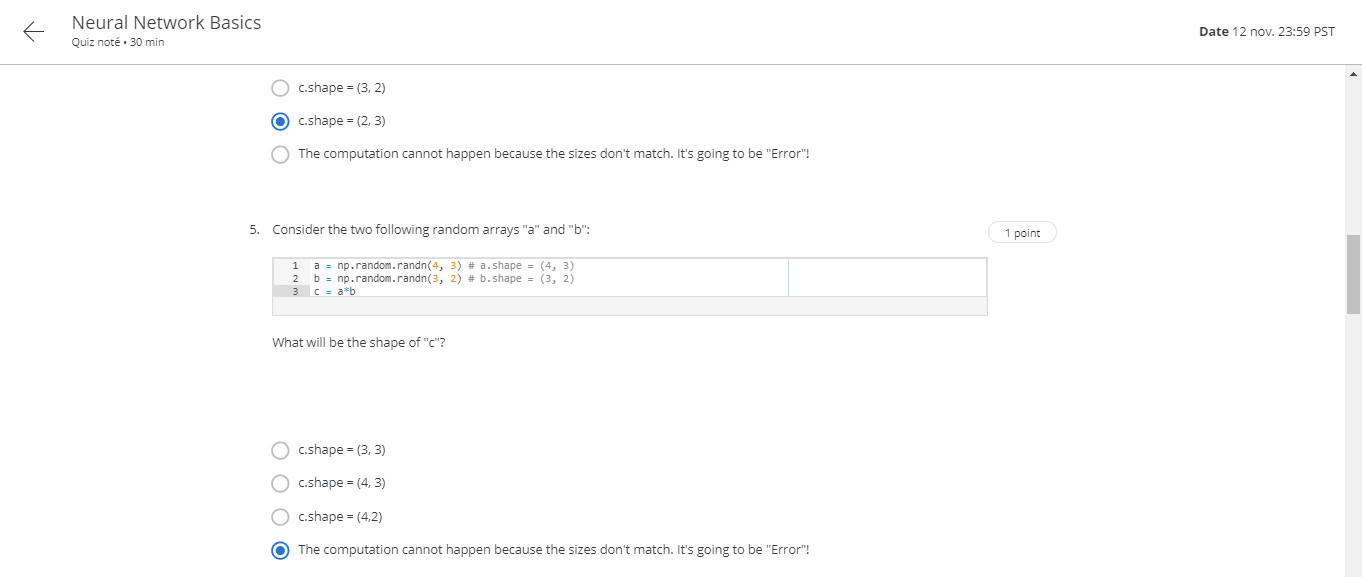 Neural Network Basics
Quiz noté • 30 min
Date 12 nov. 23:59 PST
c.shape = (3, 2)
c.shape = (2, 3)
The computation cannot happen because the sizes don't match. It's going to be "Error"!
5. Consider the two following random arrays "a" and "b":
1 point
1 a = np.random.randn(4, 3) # a.shape = (4, 3)
2 b = np.random.randn(3, 2) # b.shape = (3, 2)
3 c = a*b
What will be the shape of "c"?
c.shape = (3, 3)
c.shape = (4, 3)
c.shape = (4,2)
The computation cannot happen because the sizes don't match. It's going to be "Error"!